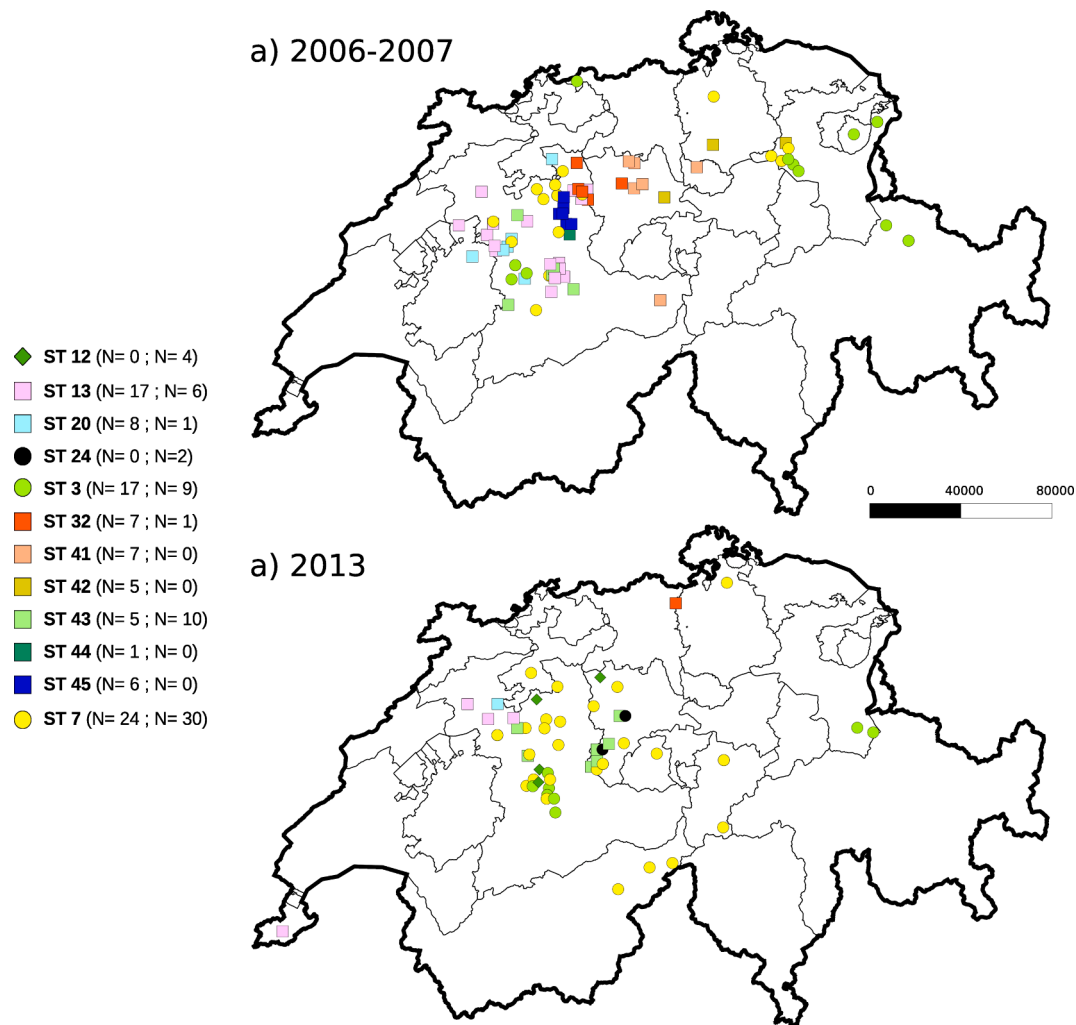 a) 2006-2007
ST 12 (N= 0 ; N= 4)
ST 13 (N= 17 ; N= 6)
ST 20 (N= 8 ; N= 1)
ST 24 (N= 0 ; N=2)
ST 3 (N= 17 ; N= 9)
ST 32 (N= 7 ; N= 1)
ST 41 (N= 7 ; N= 0)
ST 42 (N= 5 ; N= 0)
ST 43 (N= 5 ; N= 10)
ST 44 (N= 1 ; N= 0)
ST 45 (N= 6 ; N= 0)
ST 7 (N= 24 ; N= 30)
0 40000 80000
a) 2013